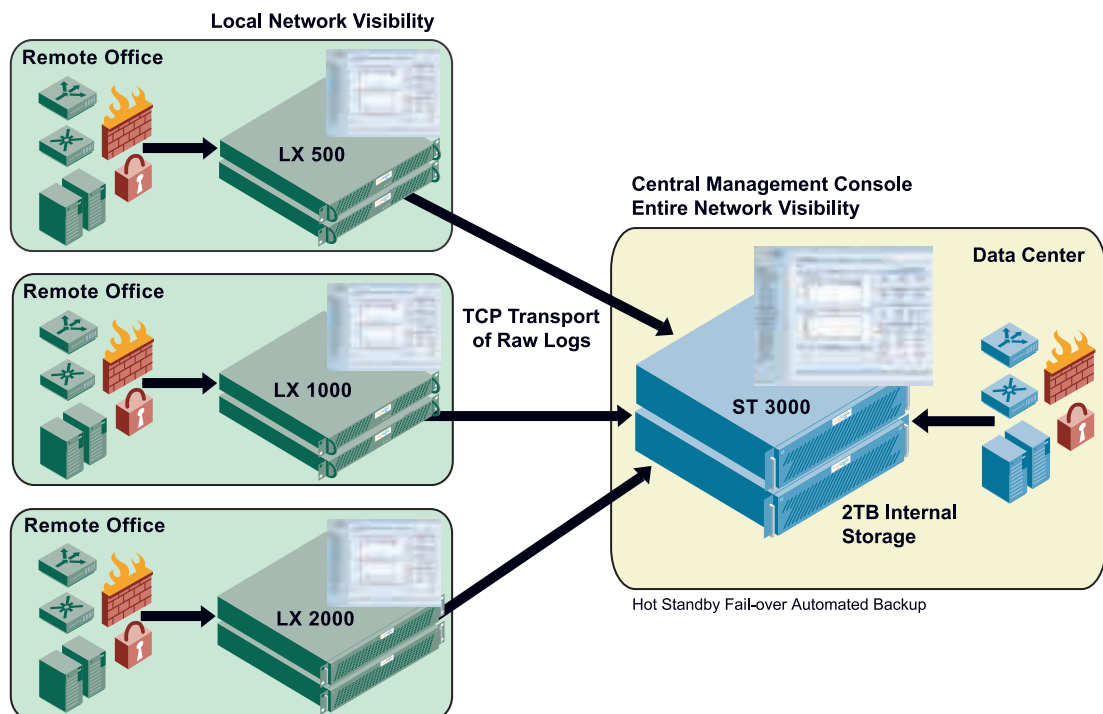 Local Network Visibility
Remote Office
LX 500
Remote Office
LX 1000
Remote Office
LX 2000
TCP Transport
of Raw Logs
Central Management Console
Entire Network Visibility
Data Center
ST 3000
2TB Internal
Storage
Hot Standby Fail-over Automated Backup